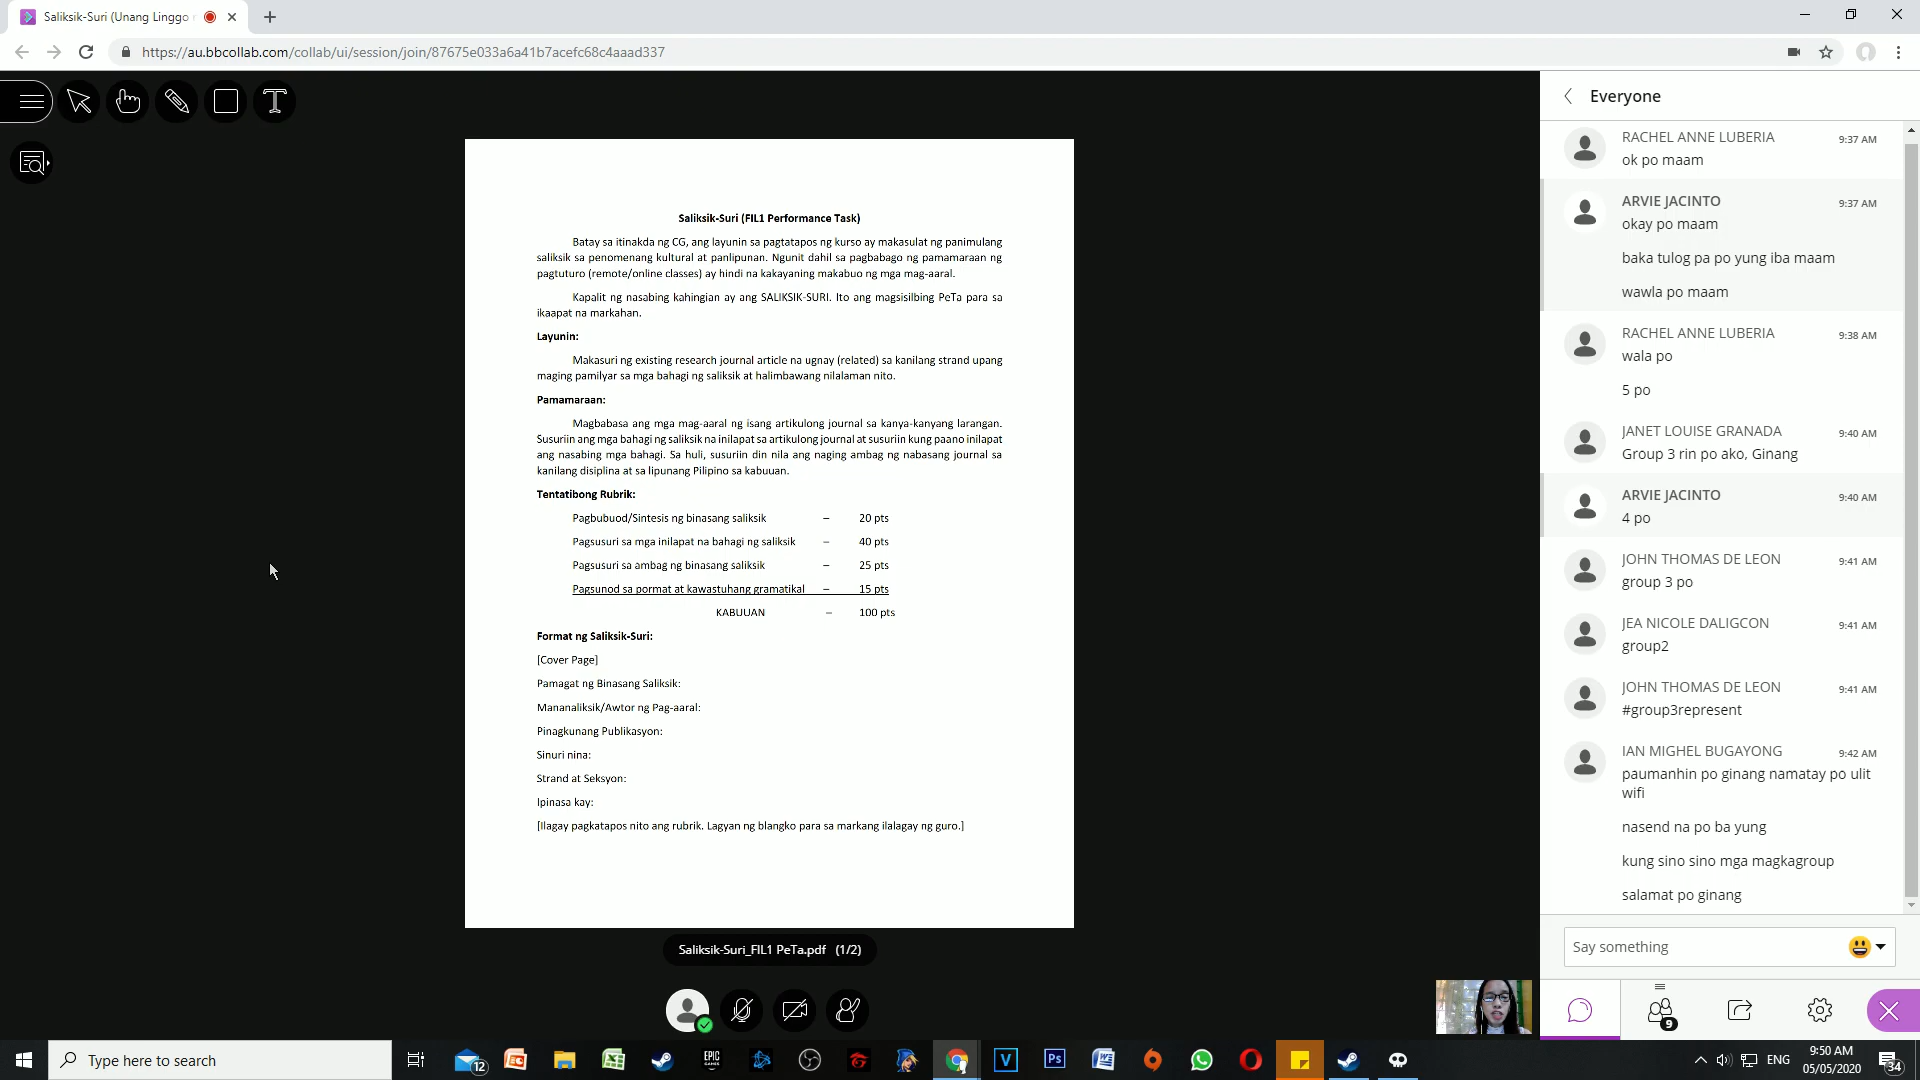 Saliksik-Suri (Unang Linggo
https://au.bbcollab.com/collab/ui/session/join/87675e033a6a41b7acefc68c4aaad337
Saliksik-Suri (FIL1 Performance Task)
Batay sa itinakda ng CG, ang layunin sa pagtatapos ng kurso ay makasulat ng panimulang
saliksik sa penomenang kultural at panlipunan. Ngunit dahil sa pagbabago ng pamamaraan ng
pagtuturo (remote/online classes) ay hindi na kakayaning makabuo ng mga mag-aaral.
Kapalit ng nasabing kahingian ay ang SALIKSIK-SURI. Ito ang magsisilbing PeTa para sa
ikaapat na markahan.
Layunin:
Makasuri ng existing research journal article na ugnay (related) sa kanilang strand upang
maging pamilyar sa mga bahagi ng saliksik at halimbawang nilalaman nito.
Pamamaraan:
Magbabasa ang mga mag-aaral ng isang artikulong journal sa kanya-kanyang larangan.
Susuriin ang mga bahagi ng saliksik na inilapat sa artikulong journal at susuriin kung paano inilapat
ang nasabing mga bahagi. Sa huli, susuriin din nila ang naging ambag ng nabasang journal sa
kanilang disiplina at sa lipunang Pilipino sa kabuuan.
Tentatibong Rubrik:
Pagbubuod/Sintesis ng binasang saliksik – 20 pts
Pagsusuri sa mga inilapat na bahagi ng saliksik – 40 pts
Pagsusuri sa ambag ng binasang saliksik – 25 pts
Pagsunod sa pormat at kawastuhang gramatikal – 15 pts
KABUUAN – 100 pts
Format ng Saliksik-Suri:
[Cover Page]
Pamagat ng Binasang Saliksik:
Mananaliksik/Awtor ng Pag-aaral:
Pinagkunang Publikasyon:
Sinuri nina:
Strand at Seksyon:
Ipinasa kay:
[Ilagay pagkatapos nito ang rubrik. Lagyan ng blangko para sa markang ilalagay ng guro.]
Saliksik-Suri_FIL1 PeTa.pdf (1/2)
Everyone
RACHEL ANNE LUBERIA 9:37 AM
ok po maam
ARVIE JACINTO 9:37 AM
okay po maam
baka tulog pa po yung iba maam
wawla po maam
RACHEL ANNE LUBERIA 9:38 AM
wala po
5 po
JANET LOUISE GRANADA 9:40 AM
Group 3 rin po ako, Ginang
ARVIE JACINTO 9:40 AM
4 po
JOHN THOMAS DE LEON 9:41 AM
group 3 po
JEA NICOLE DALIGCON 9:41 AM
group2
JOHN THOMAS DE LEON 9:41 AM
#group3represent
IAN MIGHEL BUGAYONG 9:42 AM
paumanhin po ginang namatay po ulit
wifi
nasend na po ba yung
kung sino sino mga magkagroup
salamat po ginang
Say something
9
Type here to search
12
EPIC
GAMES
V
Ps
ENG
9:50 AM
05/05/2020
34